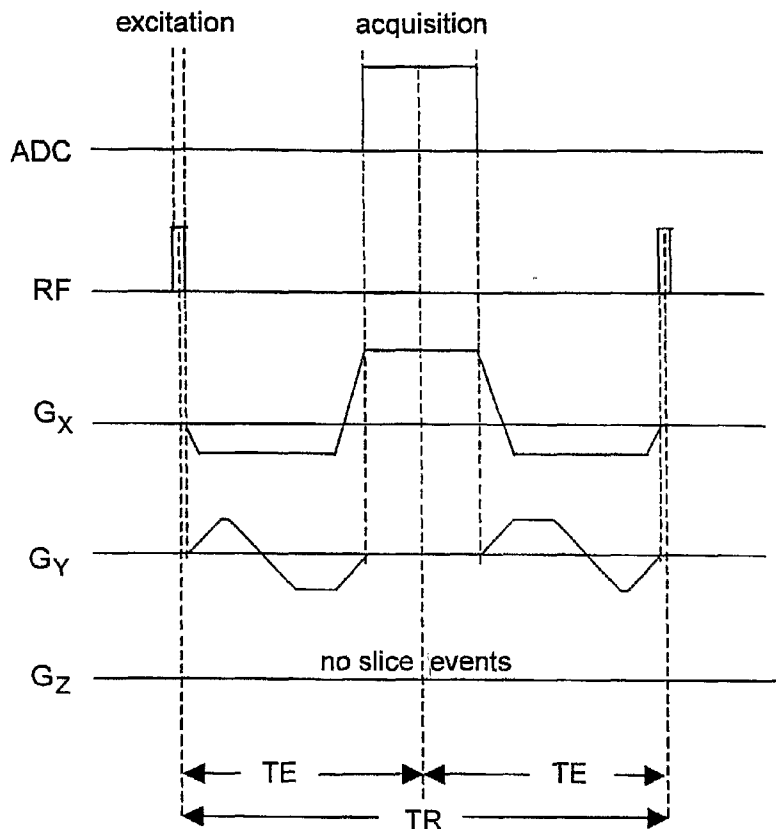 excitation acquisition
ADC
RF
GX
GY
no slice events
GZ
TE TE
TR